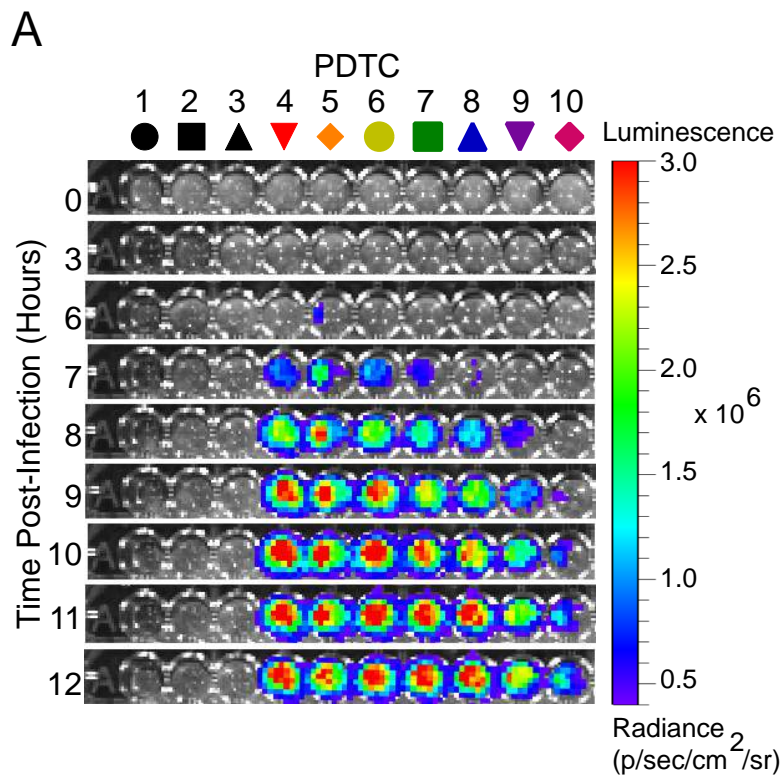 A
PDTC
1 2 3 4 5 6 7 8 9 10
Luminescence
0
3
6
7
8
9
10
11
12
Time Post-Infection (Hours)
3.0
2.5
2.0
x 10^6
1.5
1.0
0.5
Radiance
(p/sec/cm^2/sr)